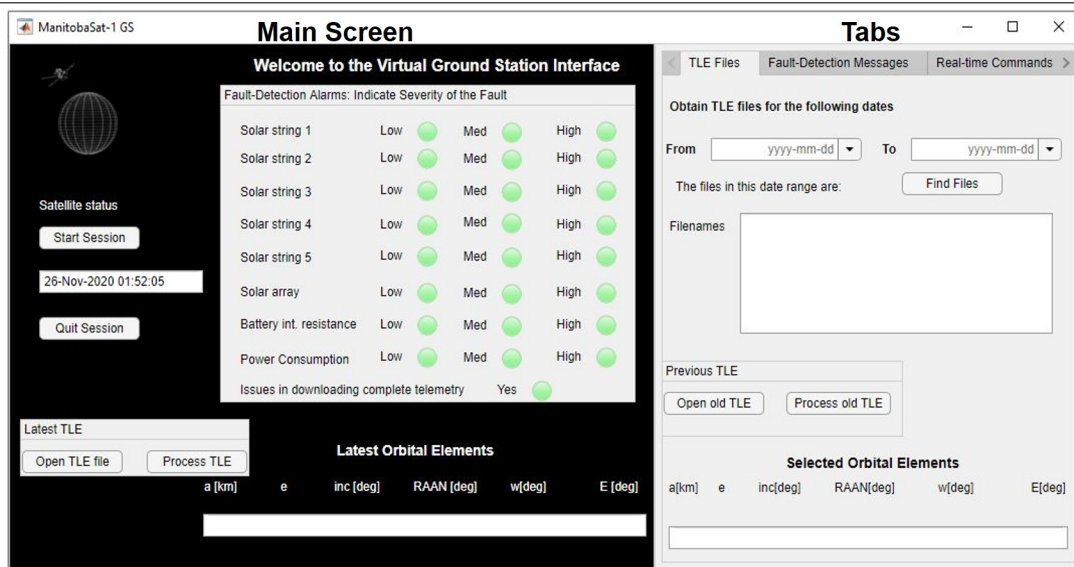 ManitobaSat-1 GS
Main Screen
Tabs
Welcome to the Virtual Ground Station Interface
Fault-Detection Alarms: Indicate Severity of the Fault
Solar string 1 Low Med High
Solar string 2 Low Med High
Solar string 3 Low Med High
Solar string 4 Low Med High
Solar string 5 Low Med High
Solar array Low Med High
Battery int. resistance Low Med High
Power Consumption Low Med High
Issues in downloading complete telemetry Yes
Satellite status
Start Session
26-Nov-2020 01:52:05
Quit Session
Latest TLE
Open TLE file Process TLE
Latest Orbital Elements
a [km] e inc [deg] RAAN [deg] w[deg] E [deg]
TLE Files Fault-Detection Messages Real-time Commands
Obtain TLE files for the following dates
From yyyy-mm-dd To yyyy-mm-dd
The files in this date range are: Find Files
Filenames
Previous TLE
Open old TLE Process old TLE
Selected Orbital Elements
a[km] e inc[deg] RAAN[deg] w[deg] E[deg]